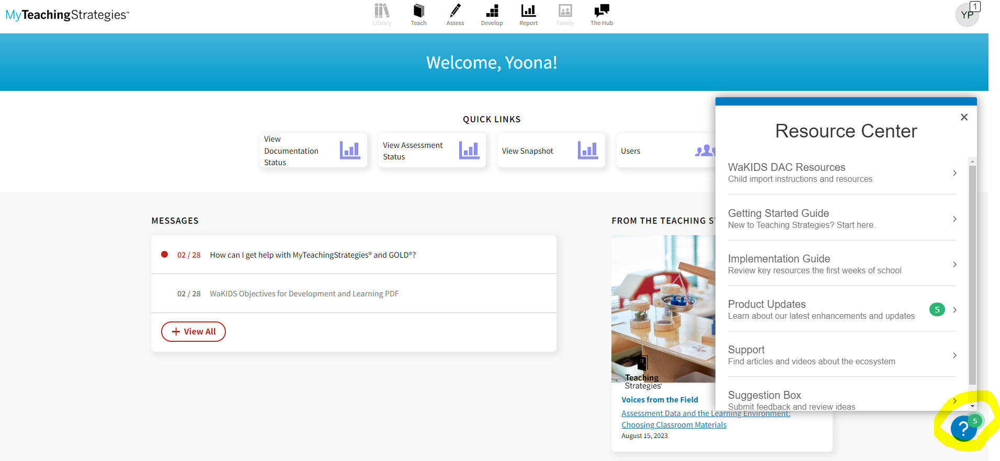 MyTeachingStrategies™
Library
Teach
Assess
Develop
Report
Family
The Hub
YP
1
Welcome, Yoona!
QUICK LINKS
View
Documentation
Status
View Assessment
Status
View Snapshot
Users
MESSAGES
02 / 28 How can I get help with MyTeachingStrategies® and GOLD®?
02 / 28 WaKIDS Objectives for Development and Learning PDF
+ View All
FROM THE TEACHING S
Teaching
Strategies®
Voices from the Field
Assessment Data and the Learning Environment:
Choosing Classroom Materials
August 15, 2023
×
Resource Center
WaKIDS DAC Resources
Child import instructions and resources
Getting Started Guide
New to Teaching Strategies? Start here.
Implementation Guide
Review key resources the first weeks of school
Product Updates
Learn about our latest enhancements and updates
5
Support
Find articles and videos about the ecosystem
Suggestion Box
Submit feedback and review ideas
?
5